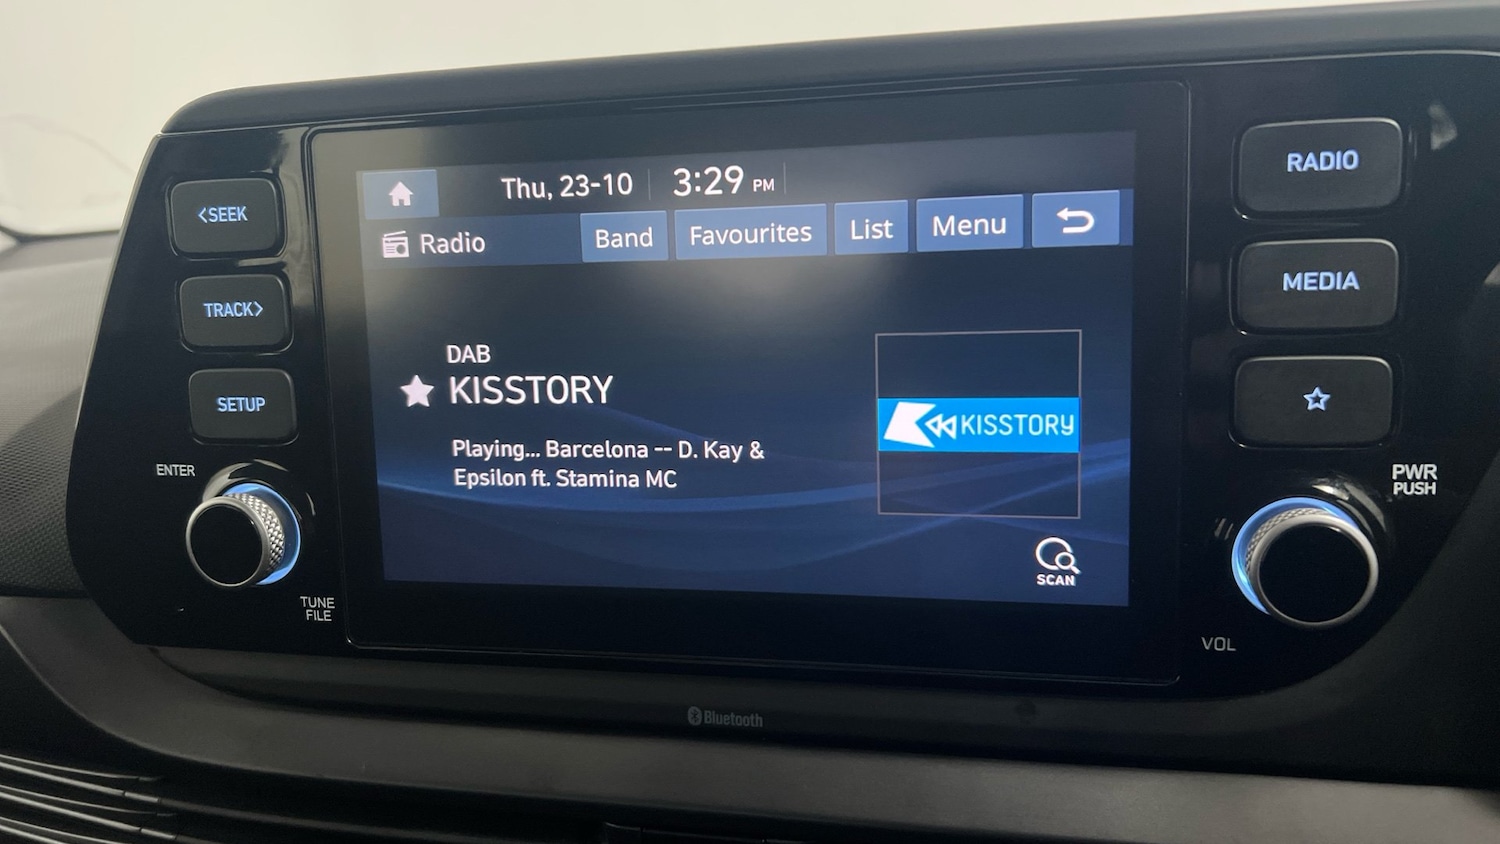 <SEEK
TRACK>
SETUP
ENTER
TUNE
FILE
Thu, 23-10
3:29 PM
Radio
Band
Favourites
List
Menu
DAB
KISSTORY
Playing... Barcelona -- D. Kay &
Epsilon ft. Stamina MC
KISSTORY
SCAN
RADIO
MEDIA
PWR
PUSH
VOL
Bluetooth